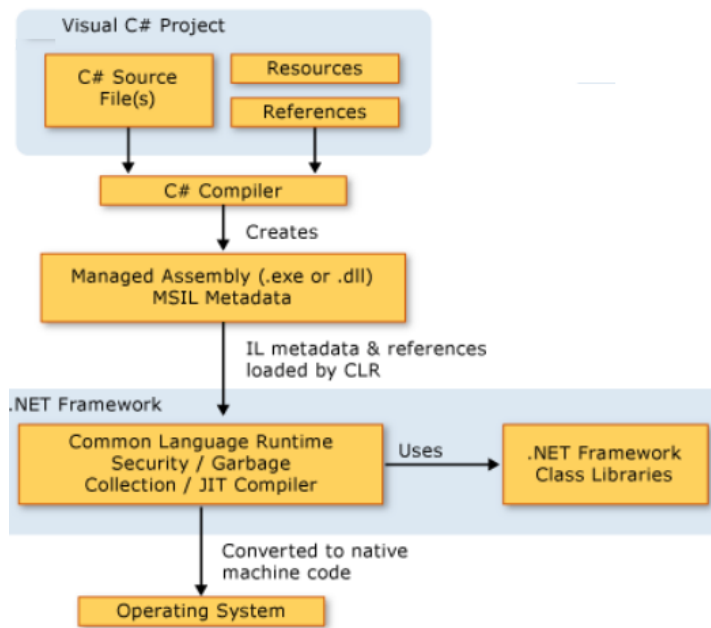 Visual C# Project
C# Source
File(s)
Resources
References
C# Compiler
Creates
Managed Assembly (.exe or .dll)
MSIL Metadata
IL metadata & references
loaded by CLR
.NET Framework
Common Language Runtime
Security / Garbage
Collection / JIT Compiler
Uses
.NET Framework
Class Libraries
Converted to native
machine code
Operating System